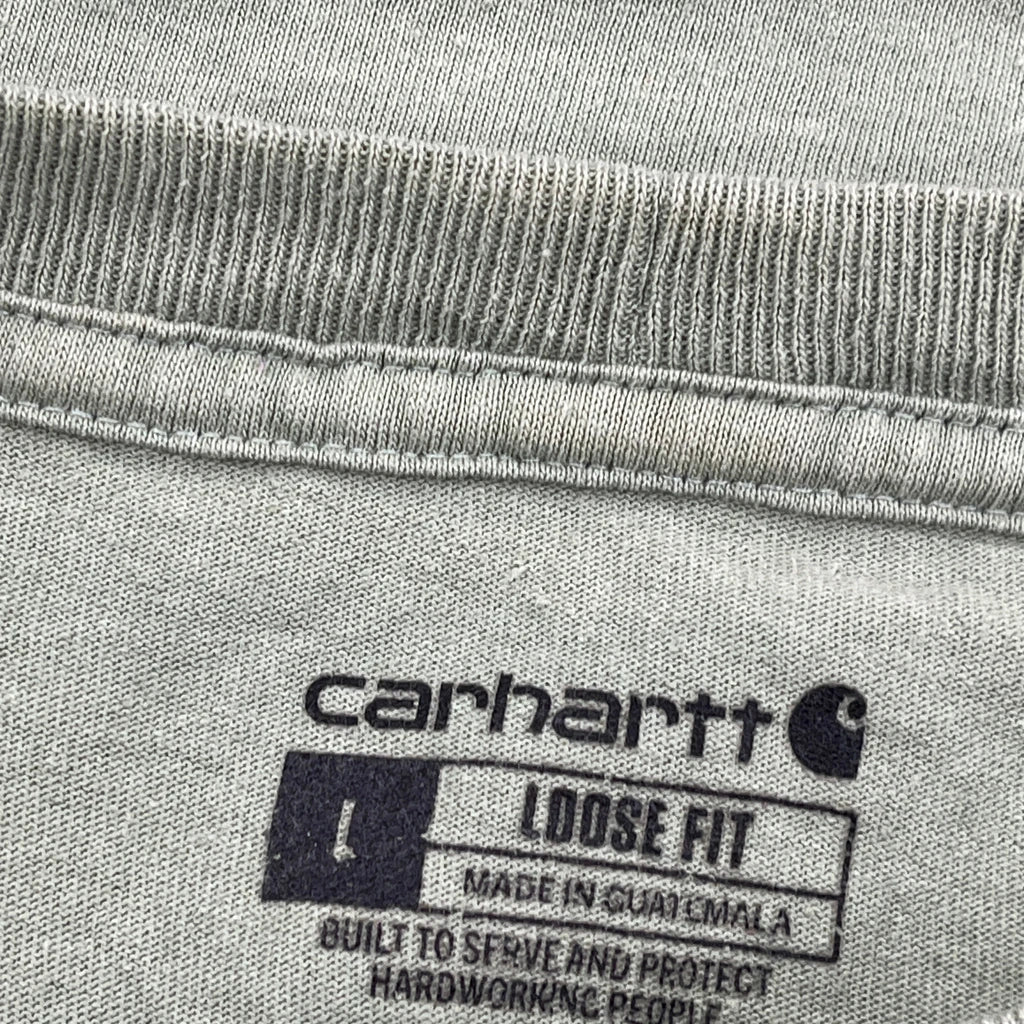 carhartt
L
LOOSE FIT
MADE IN GUATEMALA
BUILT TO SERVE AND PROTECT
HARDWORKING PEOPLE